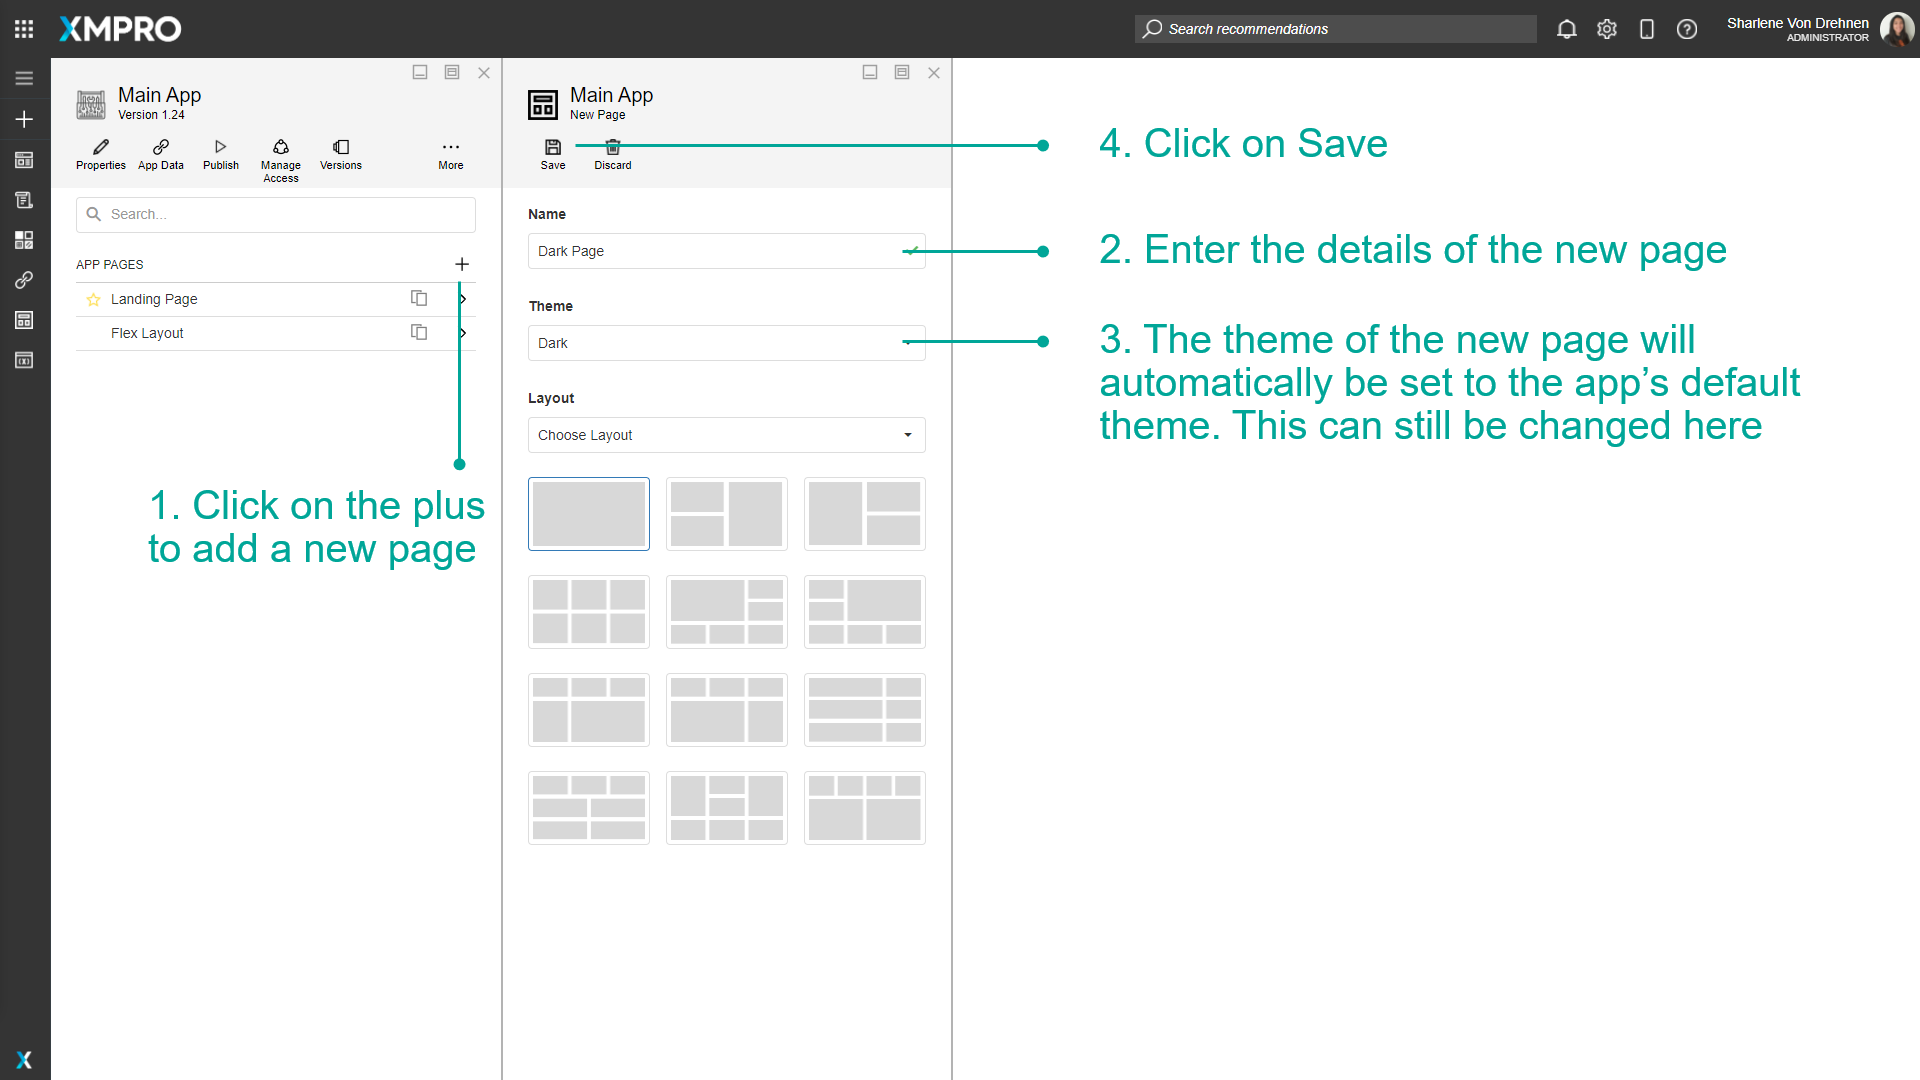 XMPRO
Search recommendations
Sharlene Von Drehnen
ADMINISTRATOR
Main App
Version 1.24
Properties
App Data
Publish
Manage
Access
Versions
More
Search...
APP PAGES
Landing Page
Flex Layout
1. Click on the plus
to add a new page
Main App
New Page
Save
Discard
Name
Dark Page
Theme
Dark
Layout
Choose Layout
4. Click on Save
2. Enter the details of the new page
3. The theme of the new page will
automatically be set to the app’s default
theme. This can still be changed here